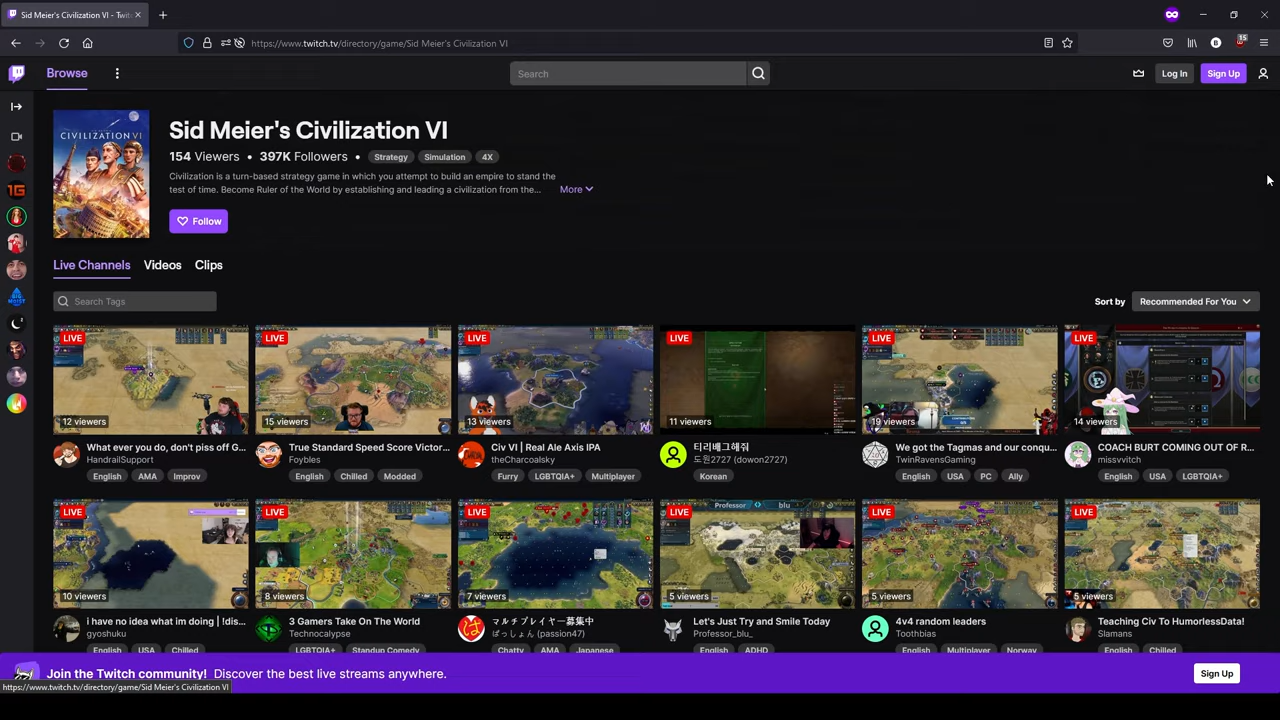 Sid Meier's Civilization VI - Twit
https://www.twitch.tv/directory/game/Sid Meier's Civilization VI
15
Browse
Search
Log In
Sign Up
CIVILIZATION VI
Sid Meier's Civilization VI
154 Viewers • 397K Followers • Strategy Simulation 4X
Civilization is a turn-based strategy game in which you attempt to build an empire to stand the
test of time. Become Ruler of the World by establishing and leading a civilization from the... More
Follow
Live Channels Videos Clips
Search Tags
Sort by Recommended For You
LIVE LIVE LIVE LIVE LIVE LIVE
12 viewers 15 viewers 13 viewers 11 viewers 19 viewers 14 viewers
What ever you do, don't piss off G...
HandrailSupport
English AMA Improv
True Standard Speed Score Victor...
Foybles
English Chilled Modded
Civ VI | Real Ale Axis IPA
theCharcoalsky
Furry LGBTQIA+ Multiplayer
티리배그해줘
도원2727 (dowon2727)
Korean
We got the Tagmas and our conqu...
TwinRavensGaming
English USA PC Ally
COACH BURT COMING OUT OF R...
missvvitch
English USA LGBTQIA+
LIVE LIVE LIVE Professor blu LIVE LIVE LIVE
10 viewers 8 viewers 7 viewers 5 viewers 5 viewers 5 viewers
i have no idea what im doing | !dis...
gyoshuku
English USA Chilled
3 Gamers Take On The World
Technocalypse
LGBTQIA+ Standup Comedy
マルチプレイヤー募集中
ぱっしょん (passion47)
Chatty AMA Japanese
Let's Just Try and Smile Today
Professor_blu_
English ADHD
4v4 random leaders
Toothbias
English Multiplayer Norway
Teaching Civ To HumorlessData!
Slamans
English Chilled
Join the Twitch community! Discover the best live streams anywhere.
Sign Up
https://www.twitch.tv/directory/game/Sid Meier's Civilization VI